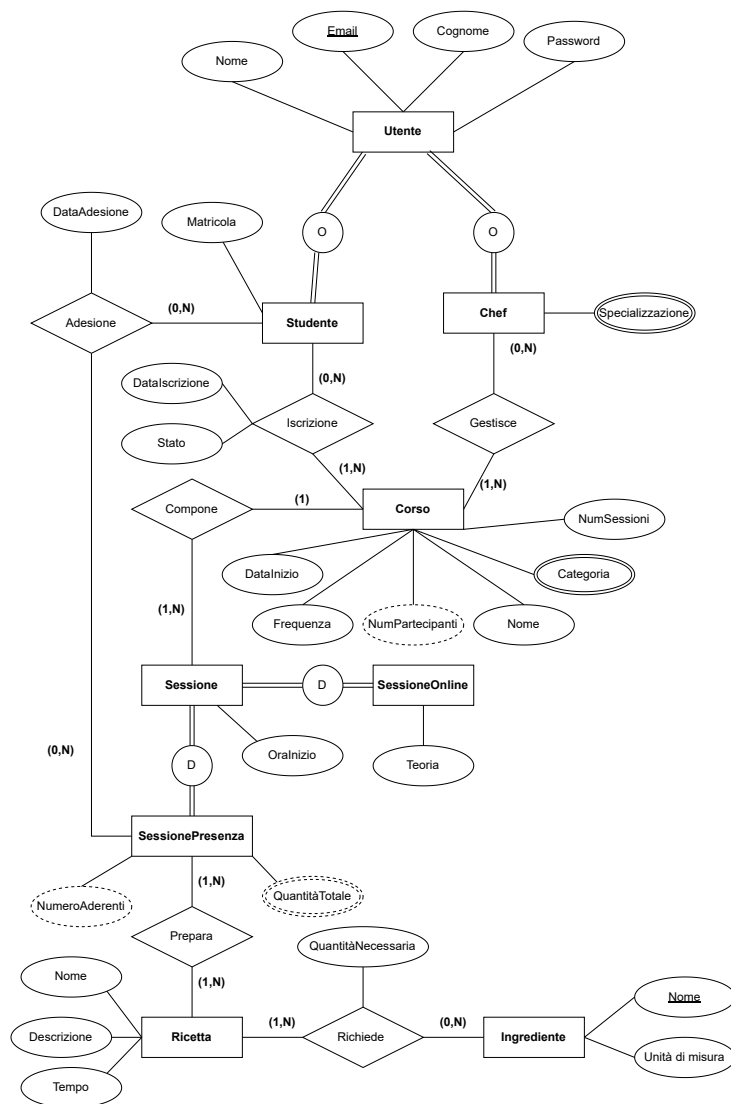 Email
Cognome
Nome
Password
Utente
DataAdesione
Matricola
O
O
Adesione
(0,N)
Studente
Chef
Specializzazione
(0,N)
(0,N)
DataIscrizione
Iscrizione
Gestisce
Stato
(1,N)
(1,N)
Compone
(1)
Corso
NumSessioni
DataInizio
Categoria
(1,N)
Frequenza
NumPartecipanti
Nome
Sessione
D
SessioneOnline
(0,N)
OraInizio
D
Teoria
SessionePresenza
(1,N)
NumeroAderenti
QuantitàTotale
Prepara
QuantitàNecessaria
Nome
(1,N)
Nome
Descrizione
Ricetta
(1,N)
Richiede
(0,N)
Ingrediente
Unità di misura
Tempo